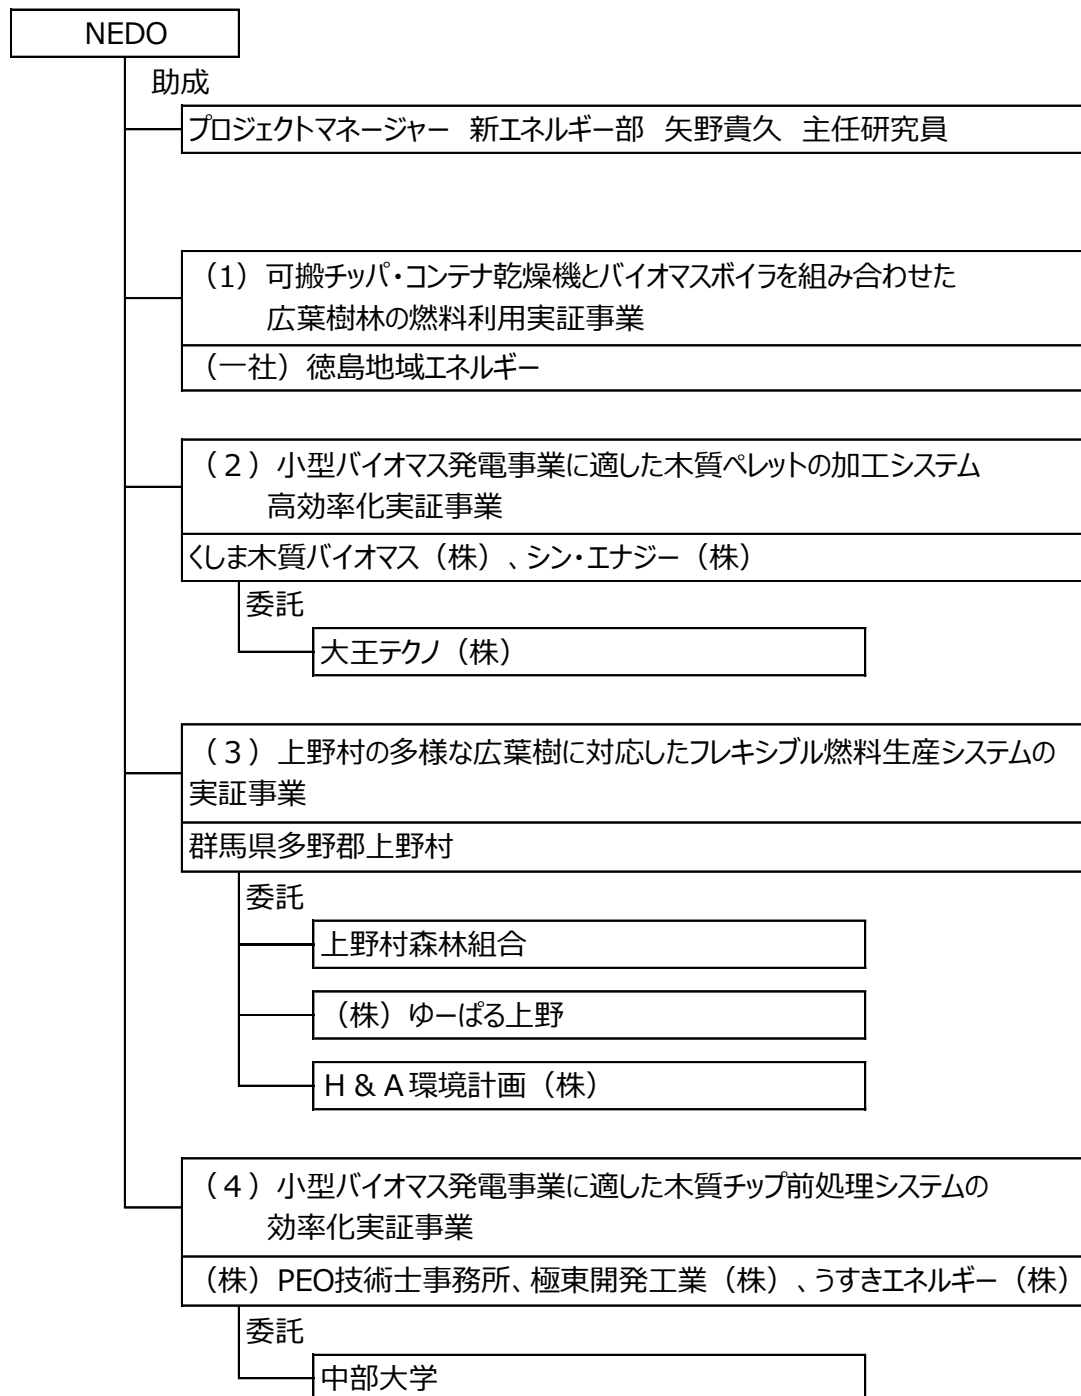 NEDO
助成
プロジェクトマネージャー 新エネルギー部 矢野貴久 主任研究員
（1）可搬チッパ・コンテナ乾燥機とバイオマスボイラを組み合わせた
広葉樹林の燃料利用実証事業
（一社）徳島地域エネルギー
（２）小型バイオマス発電事業に適した木質ペレットの加工システム
高効率化実証事業
くしま木質バイオマス（株）、シン・エナジー（株）
委託
大王テクノ（株）
（３）上野村の多様な広葉樹に対応したフレキシブル燃料生産システムの
実証事業
群馬県多野郡上野村
委託
上野村森林組合
（株）ゆーぱる上野
H＆A環境計画（株）
（４）小型バイオマス発電事業に適した木質チップ前処理システムの
効率化実証事業
（株）PEO技術士事務所、極東開発工業（株）、うすきエネルギー（株）
委託
中部大学